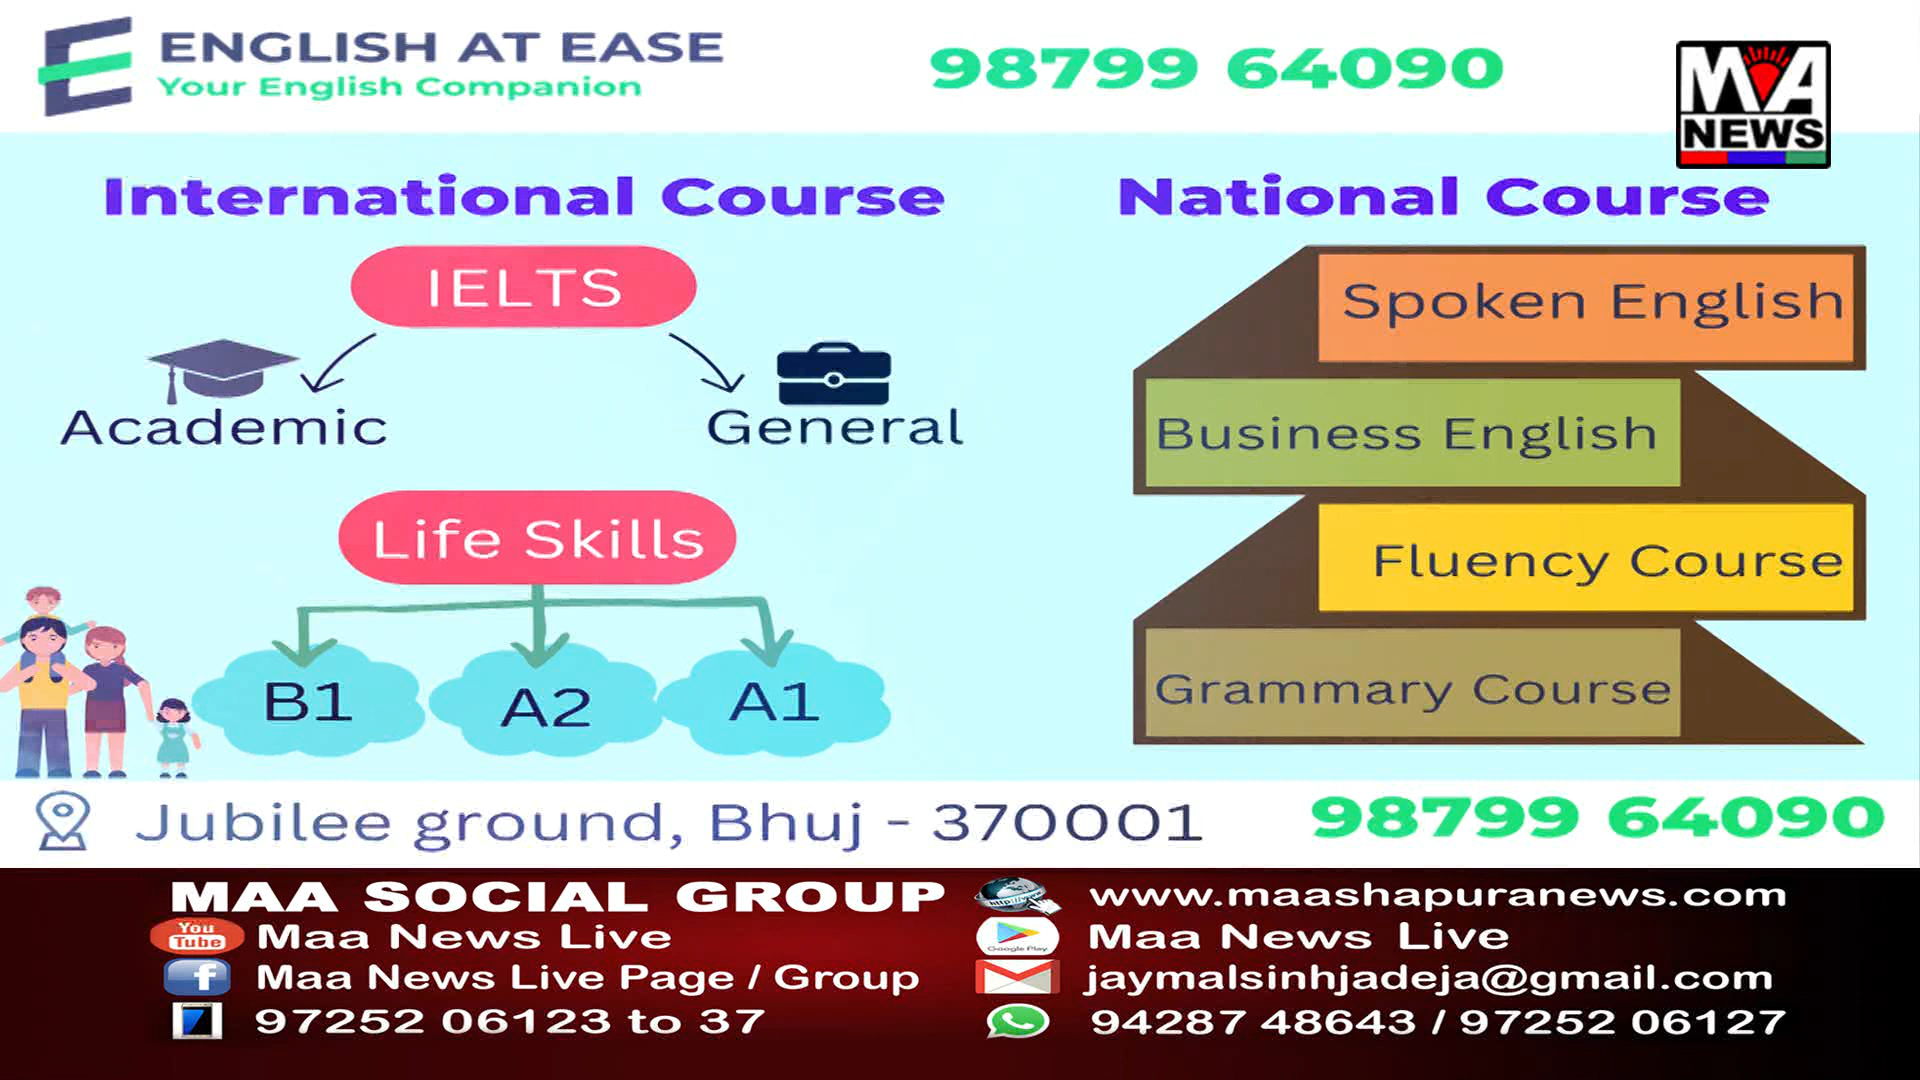 ENGLISH AT EASE
Your English Companion
98799 64090
MAA
NEWS
International Course
IELTS
Academic
General
Life Skills
B1
A2
A1
National Course
Spoken English
Business English
Fluency Course
Grammary Course
Jubilee ground, Bhuj - 370001
98799 64090
MAA SOCIAL GROUP
You
Tube
Maa News Live
f
Maa News Live Page / Group
97252 06123 to 37
www.maashapuranews.com
Google Play
Maa News Live
jaymalsinhjadeja@gmail.com
94287 48643 / 97252 06127